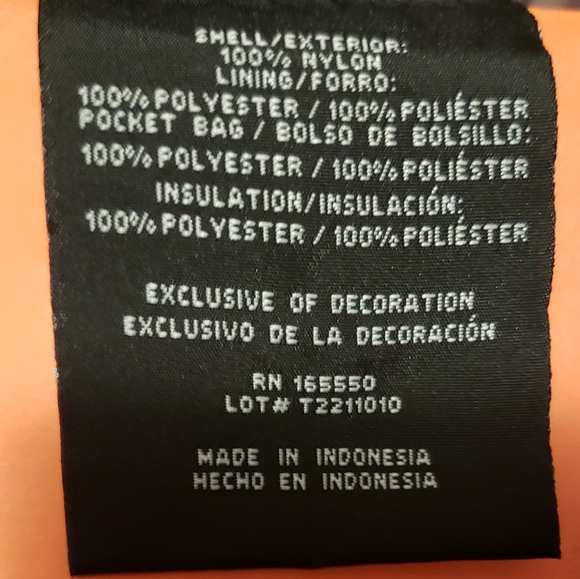 SHELL/EXTERIOR:
100% NYLON
LINING/FORRO:
100% POLYESTER / 100% POLIÉSTER
POCKET BAG / BOLSO DE BOLSILLO:
100% POLYESTER / 100% POLIÉSTER
INSULATION/INSULACIÓN:
100% POLYESTER / 100% POLIÉSTER
EXCLUSIVE OF DECORATION
EXCLUSIVO DE LA DECORACIÓN
RN 165550
LOT# T2211010
MADE IN INDONESIA
HECHO EN INDONESIA